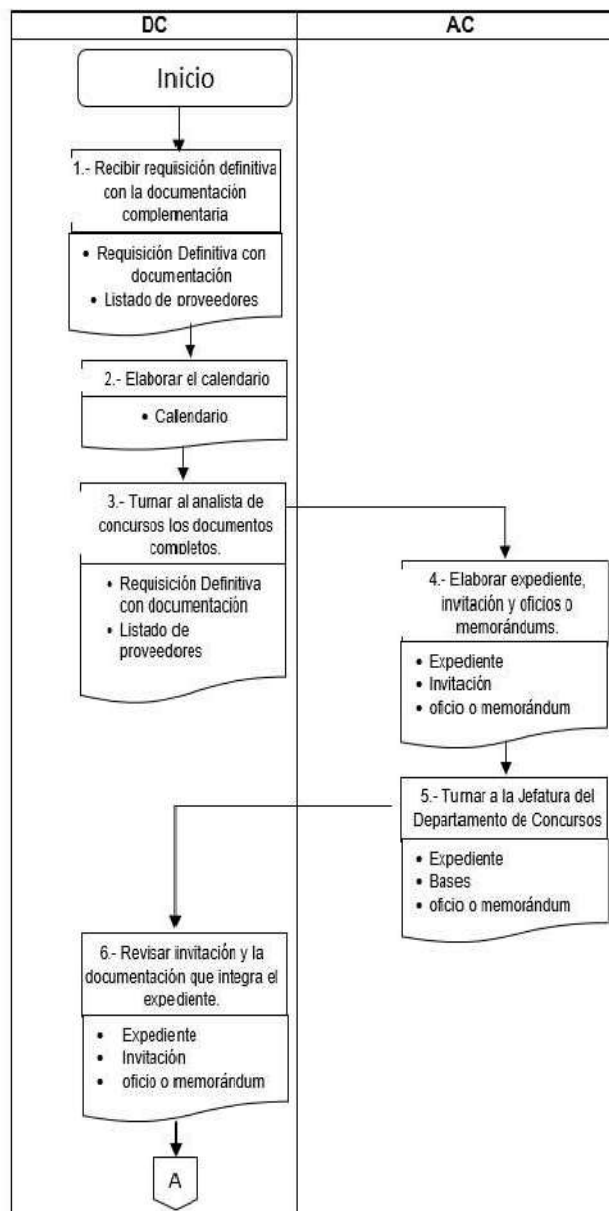 DC
AC
Inicio
1.- Recibir requisición definitiva
con la documentación
complementaria
• Requisición Definitiva con
documentación
• Listado de proveedores
2.- Elaborar el calendario
• Calendario
3.- Turnar al analista de
concursos los documentos
completos.
• Requisición Definitiva
con documentación
• Listado de
proveedores
4.- Elaborar expediente,
invitación y oficios o
memorándums.
• Expediente
• Invitación
• oficio o memorándum
5.- Turnar a la Jefatura del
Departamento de Concursos
• Expediente
• Bases
• oficio o memorándum
6.- Revisar invitación y la
documentación que integra el
expediente.
• Expediente
• Invitación
• oficio o memorándum
A